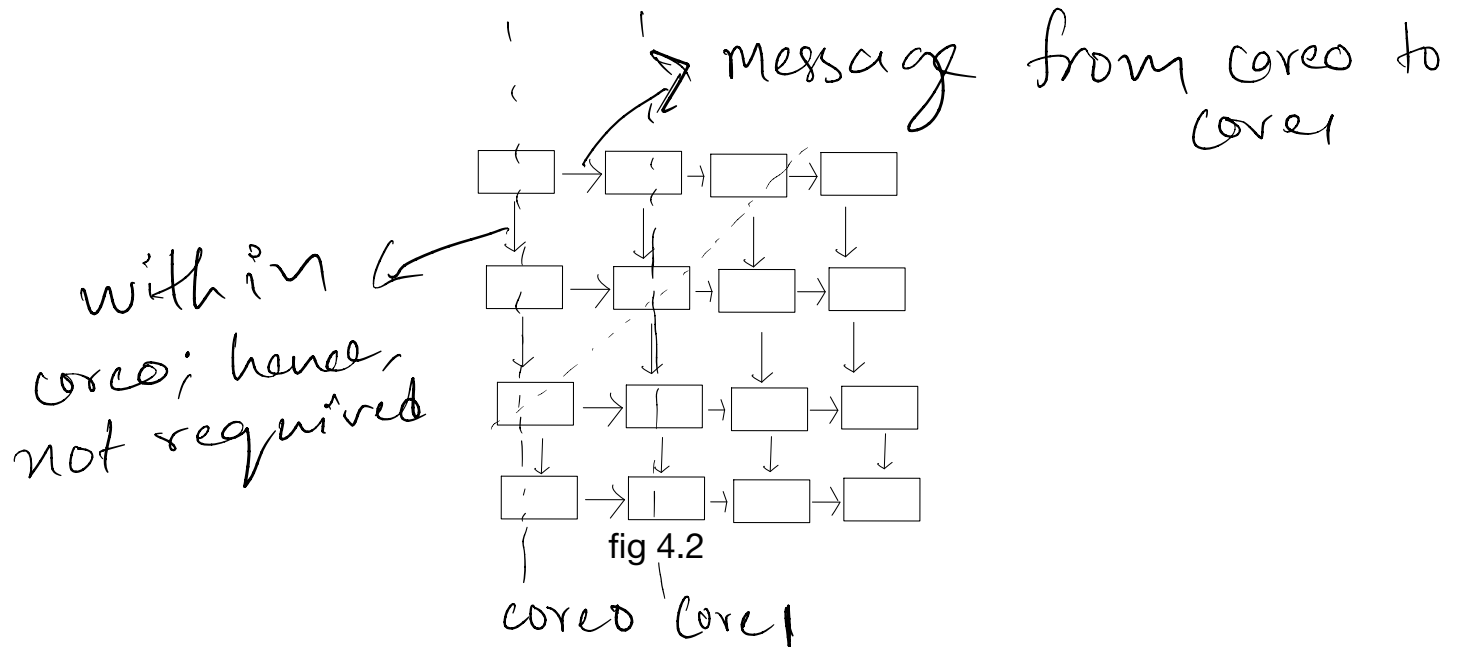 message from core0 to
core1
within
core0; hence,
not required
fig 4.2
core0 core1